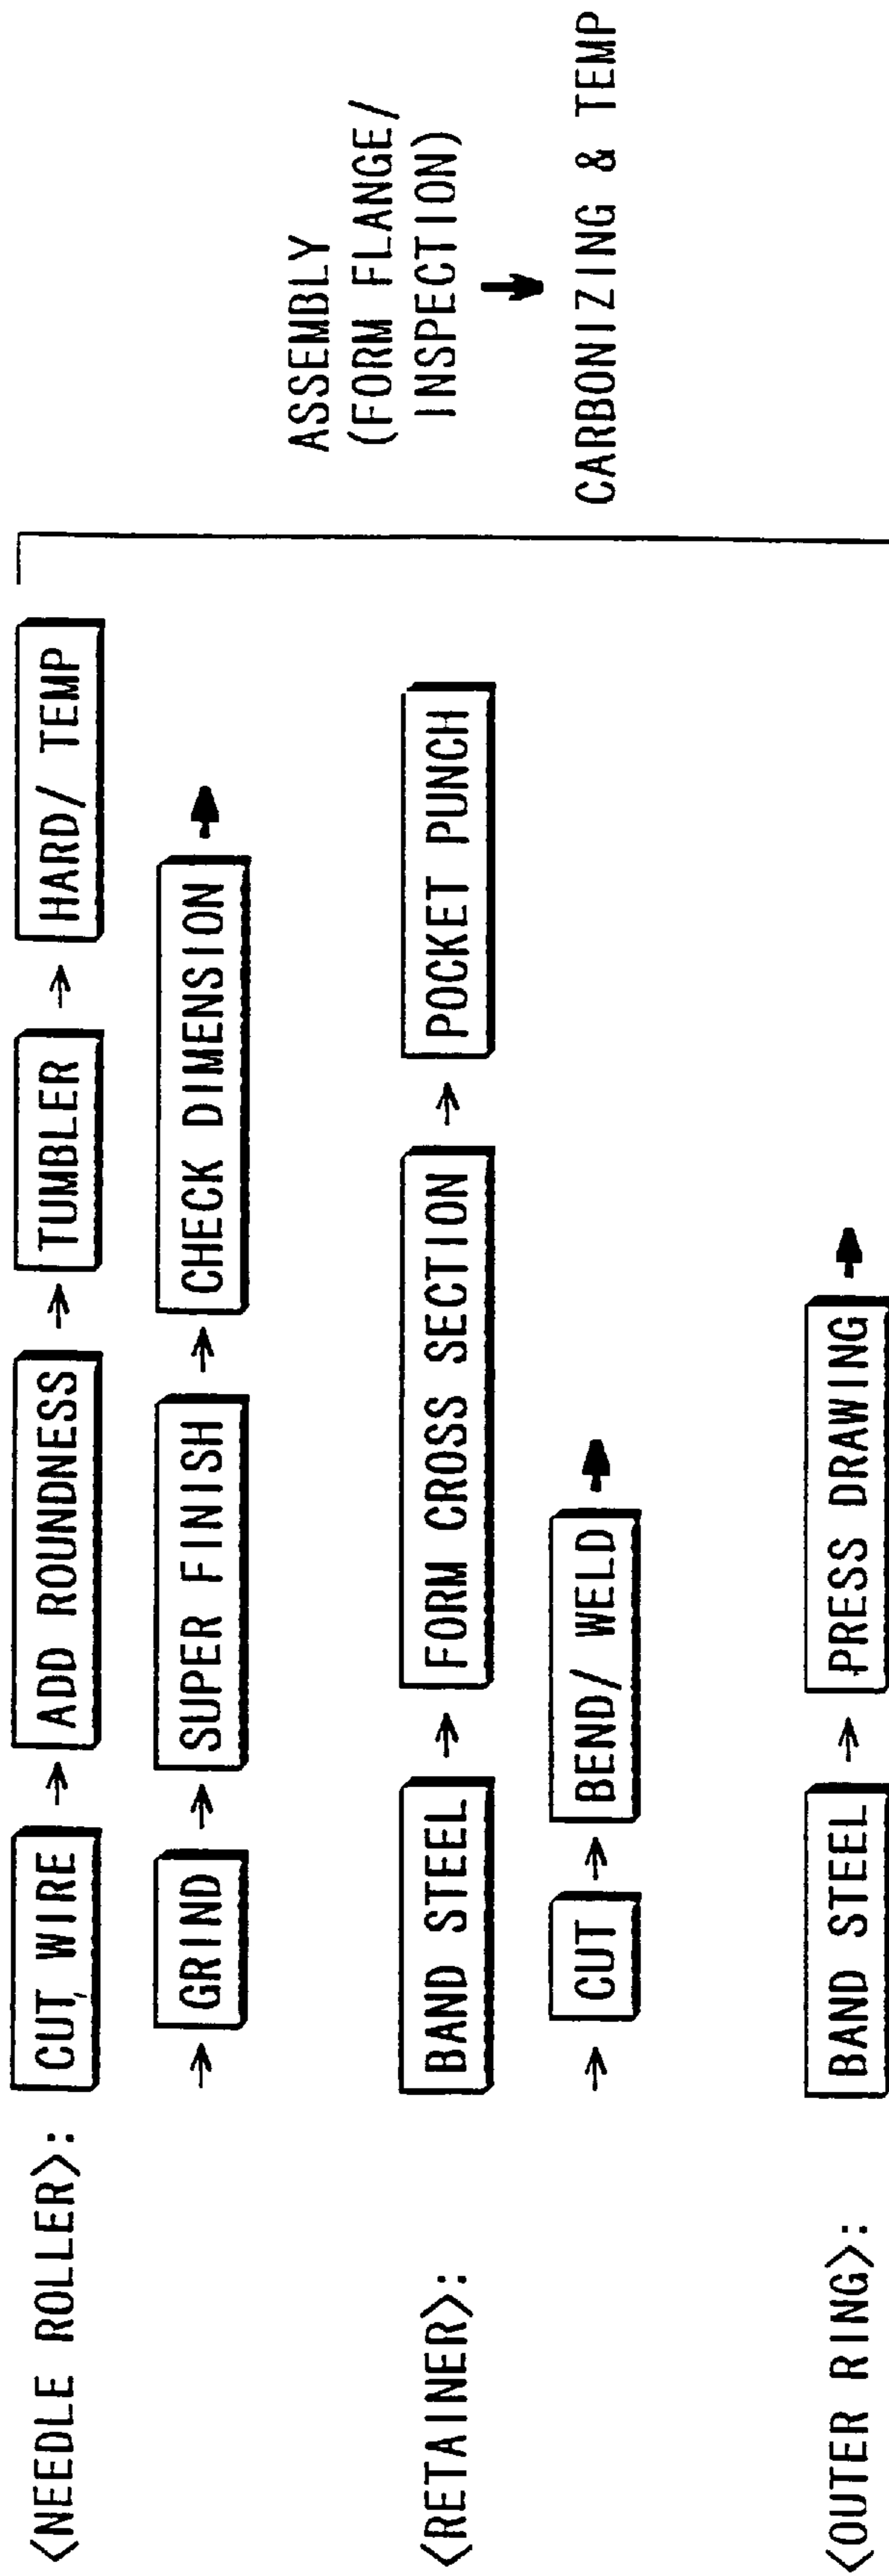 <NEEDLE ROLLER>: CUT WIRE → ADD ROUNDNESS → TUMBLER → HARD/ TEMP
→ GRIND → SUPER FINISH → CHECK DIMENSION →
<RETAINER>: BAND STEEL → FORM CROSS SECTION → POCKET PUNCH
→ CUT → BEND/ WELD →
<OUTER RING>: BAND STEEL → PRESS DRAWING →
ASSEMBLY
(FORM FLANGE/
INSPECTION)
CARBONIZING & TEMP